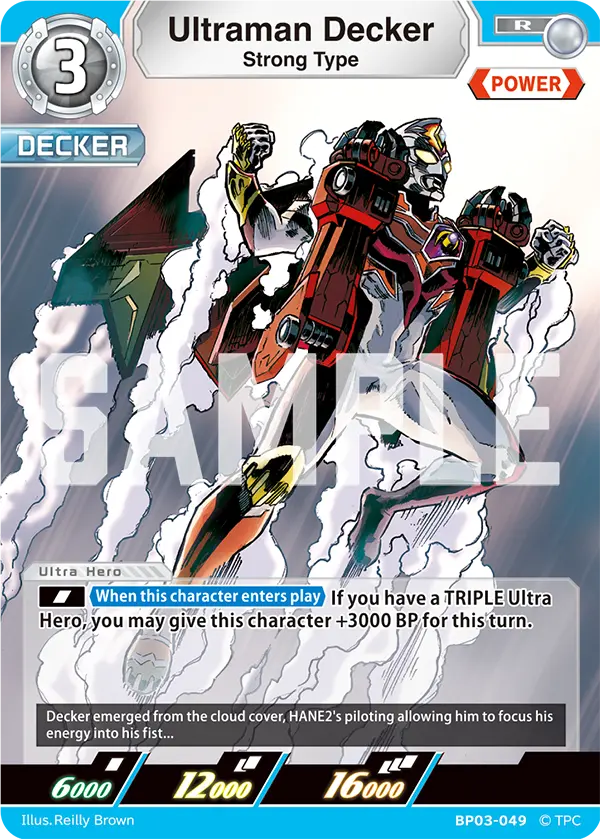 3
Ultraman Decker
Strong Type
R
POWER
DECKER
SAMPLE
Ultra Hero
When this character enters play If you have a TRIPLE Ultra
Hero, you may give this character +3000 BP for this turn.
Decker emerged from the cloud cover, HANE2's piloting allowing him to focus his
energy into his fist...
6000 12000 16000
Illus. Reilly Brown BP03-049 © TPC